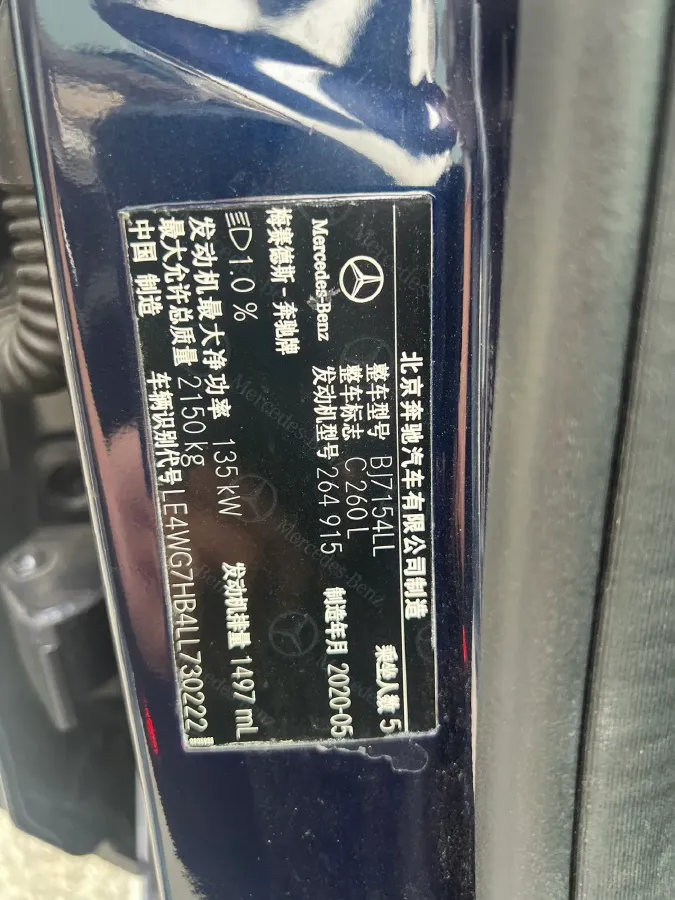 北京奔驰汽车有限公司制造
Mercedes-Benz
梅赛德斯-奔驰牌
整车型号 BJ7154LL 乘坐人数 5
整车标志 C 260 L
发动机型号 264 915 制造年月 2020-05
1.0 %
发动机最大净功率 135 kW 发动机排量 1497 mL
最大允许总质量 2150 kg
中国 制造 车辆识别代号 LE4WG7HB4LL730222